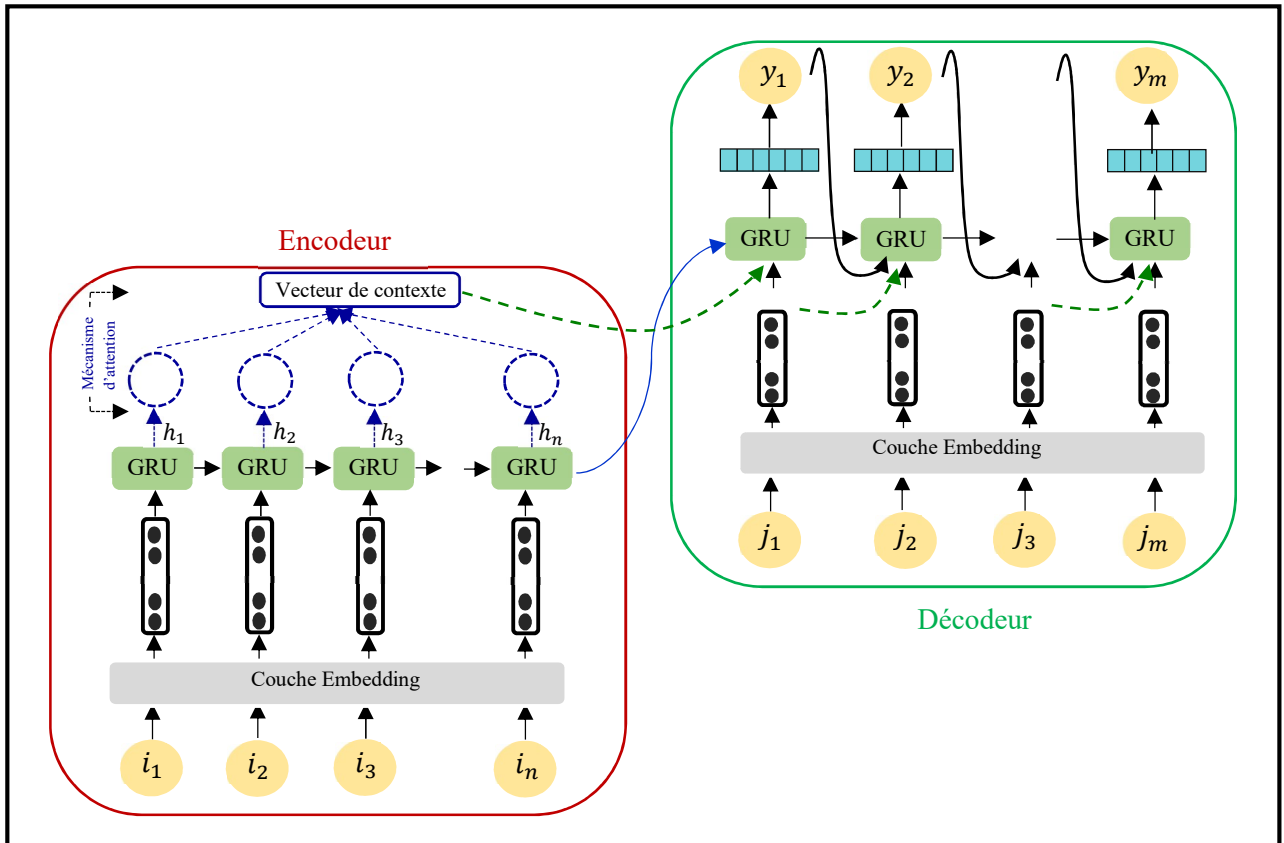 y₁ y₂ yₘ
GRU GRU GRU
Encodeur
Vecteur de contexte
Mécanisme
d'attention
h₁ h₂ h₃ hₙ
GRU GRU GRU GRU
Couche Embedding
j₁ j₂ j₃ jₘ
Décodeur
Couche Embedding
i₁ i₂ i₃ iₙ